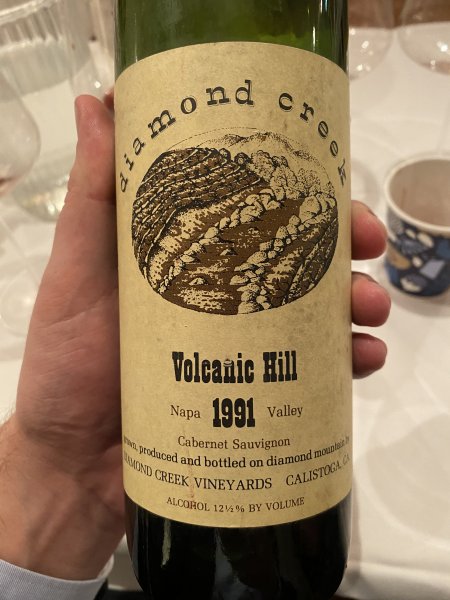 diamond creek
Volcanic Hill
Napa 1991 Valley
Cabernet Sauvignon
grown, produced and bottled on diamond mountain by
DIAMOND CREEK VINEYARDS CALISTOGA, CA
ALCOHOL 12½% BY VOLUME